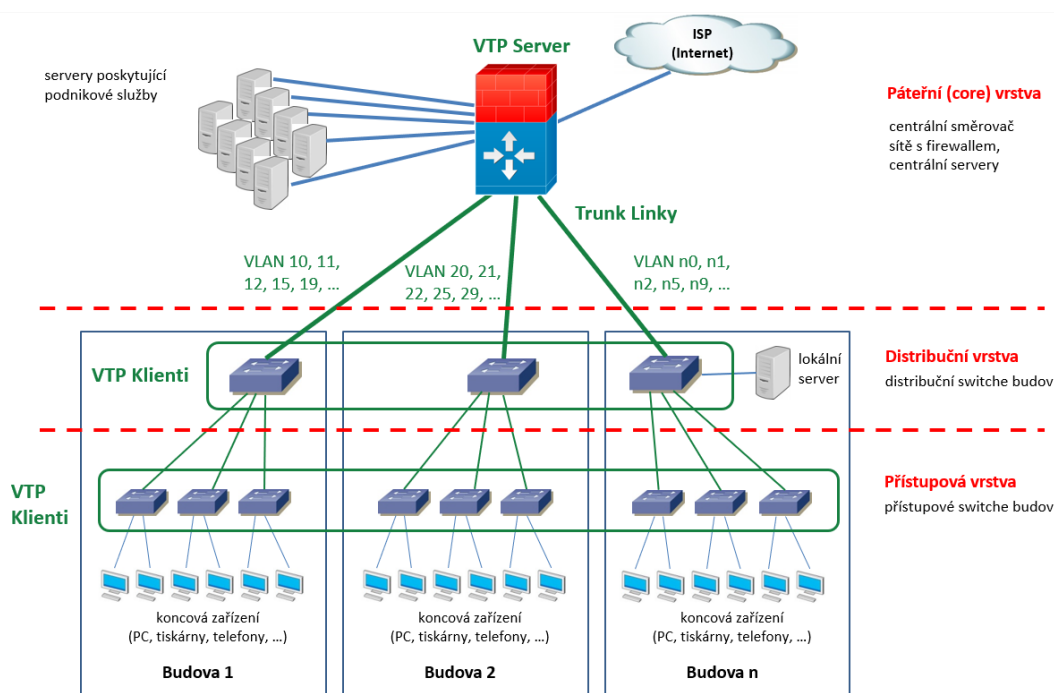 VTP Server
ISP
(Internet)
servery poskytující
podnikové služby
Páteřní (core) vrstva
centrální směrovač
sítě s firewallem,
centrální servery
Trunk Linky
VLAN 10, 11,
12, 15, 19, ...
VLAN 20, 21,
22, 25, 29, ...
VLAN n0, n1,
n2, n5, n9, ...
VTP Klienti
lokální
server
Distribuční vrstva
distribuční switche budov
VTP
Klienti
Přístupová vrstva
přístupové switche budov
koncová zařízení
(PC, tiskárny, telefony, ...)
Budova 1
koncová zařízení
(PC, tiskárny, telefony, ...)
Budova 2
koncová zařízení
(PC, tiskárny, telefony, ...)
Budova n